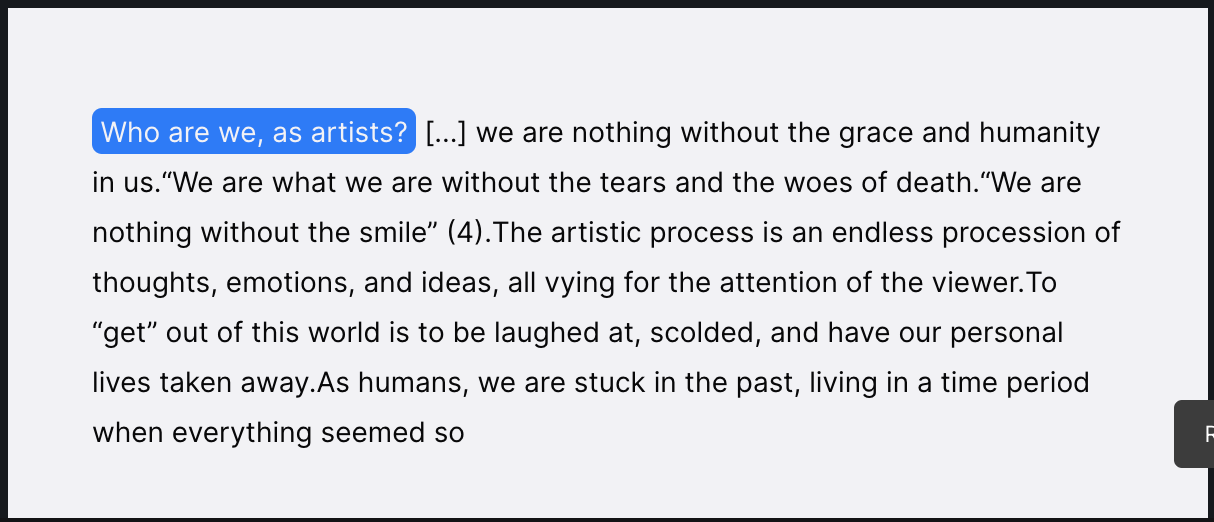 Who are we, as artists? [...] we are nothing without the grace and humanity
in us.“We are what we are without the tears and the woes of death.“We are
nothing without the smile” (4).The artistic process is an endless procession of
thoughts, emotions, and ideas, all vying for the attention of the viewer.To
“get” out of this world is to be laughed at, scolded, and have our personal
lives taken away.As humans, we are stuck in the past, living in a time period
when everything seemed so